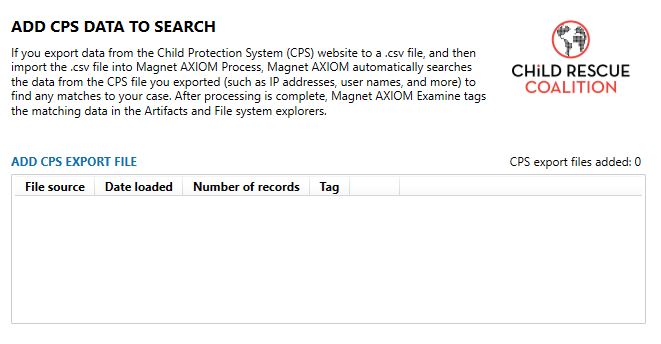 ADD CPS DATA TO SEARCH
If you export data from the Child Protection System (CPS) website to a .csv file, and then
import the .csv file into Magnet AXIOM Process, Magnet AXIOM automatically searches
the data from the CPS file you exported (such as IP addresses, user names, and more) to
find any matches to your case. After processing is complete, Magnet AXIOM Examine tags
the matching data in the Artifacts and File system explorers.
CHiLD RESCUE
COALITION
ADD CPS EXPORT FILE
CPS export files added: 0
File source Date loaded Number of records Tag